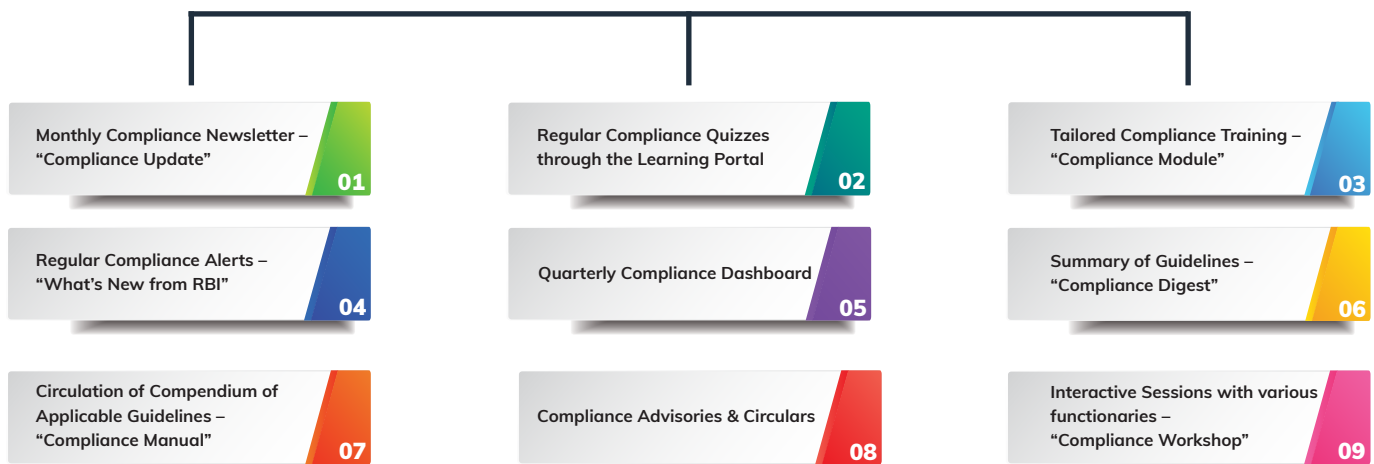 Monthly Compliance Newsletter –
“Compliance Update”
01
Regular Compliance Quizzes
through the Learning Portal
02
Tailored Compliance Training –
“Compliance Module”
03
Regular Compliance Alerts –
“What’s New from RBI”
04
Quarterly Compliance Dashboard
05
Summary of Guidelines –
“Compliance Digest”
06
Circulation of Compendium of
Applicable Guidelines –
“Compliance Manual”
07
Compliance Advisories & Circulars
08
Interactive Sessions with various
functionaries –
“Compliance Workshop”
09